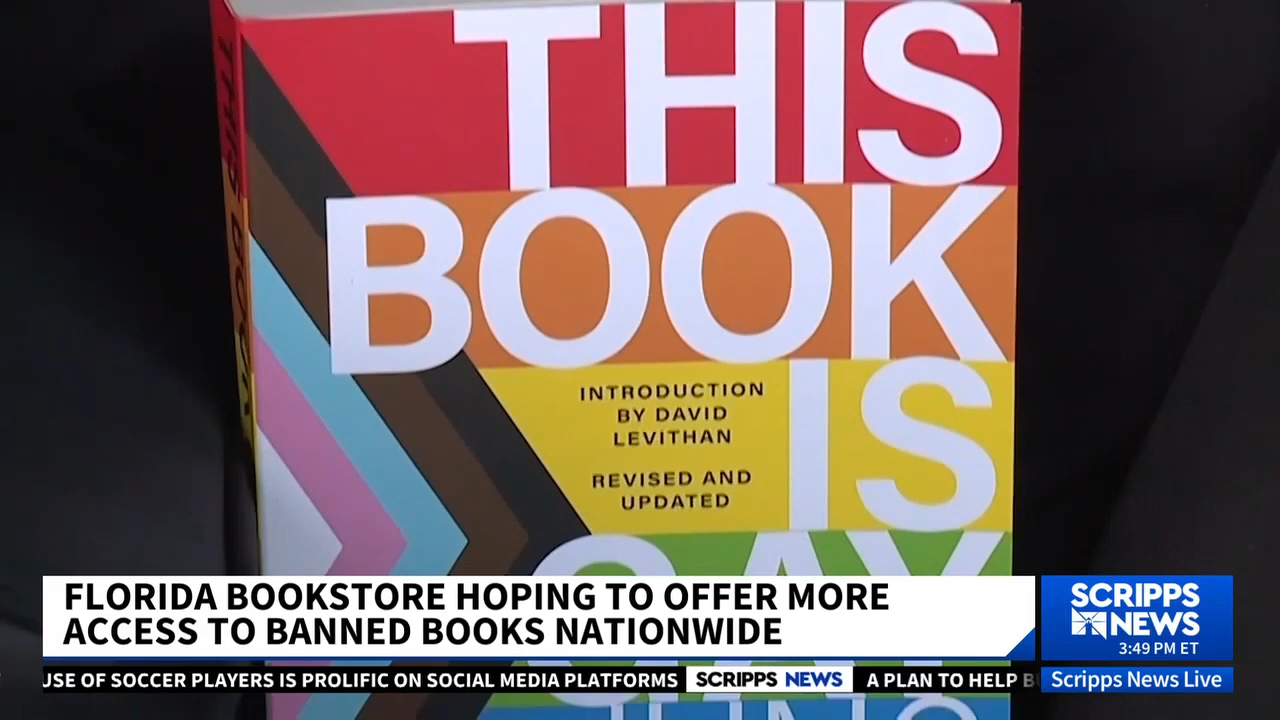 THIS
BOOK
IS
INTRODUCTION
BY DAVID
LEVITHAN
REVISED AND
UPDATED
GAY
FLORIDA BOOKSTORE HOPING TO OFFER MORE
ACCESS TO BANNED BOOKS NATIONWIDE
SCRIPPS
NEWS
3:49 PM ET
USE OF SOCCER PLAYERS IS PROLIFIC ON SOCIAL MEDIA PLATFORMS SCRIPPS NEWS A PLAN TO HELP
Scripps News Live